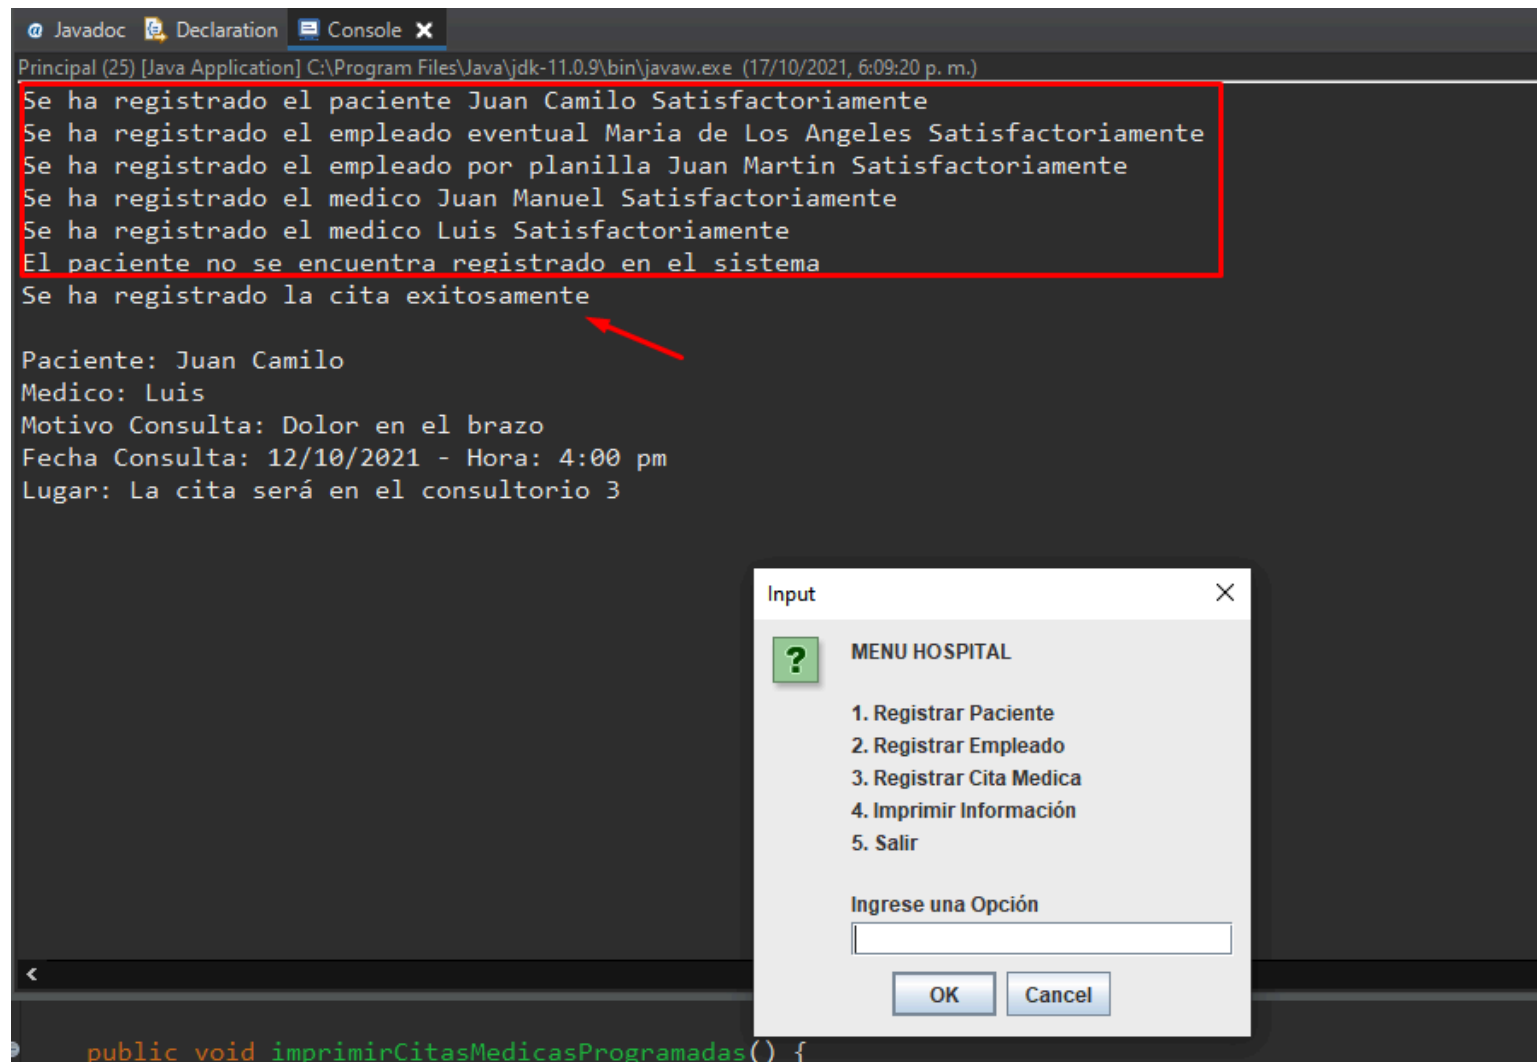 @ Javadoc Declaration Console
Principal (25) [Java Application] C:\Program Files\Java\jdk-11.0.9\bin\javaw.exe (17/10/2021, 6:09:20 p. m.)
Se ha registrado el paciente Juan Camilo Satisfactoriamente
Se ha registrado el empleado eventual Maria de Los Angeles Satisfactoriamente
Se ha registrado el empleado por planilla Juan Martin Satisfactoriamente
Se ha registrado el medico Juan Manuel Satisfactoriamente
Se ha registrado el medico Luis Satisfactoriamente
El paciente no se encuentra registrado en el sistema
Se ha registrado la cita exitosamente
Paciente: Juan Camilo
Medico: Luis
Motivo Consulta: Dolor en el brazo
Fecha Consulta: 12/10/2021 - Hora: 4:00 pm
Lugar: La cita será en el consultorio 3
Input
MENU HOSPITAL
1. Registrar Paciente
2. Registrar Empleado
3. Registrar Cita Medica
4. Imprimir Información
5. Salir
Ingrese una Opción
OK Cancel
public void imprimirCitasMedicasProgramadas() {